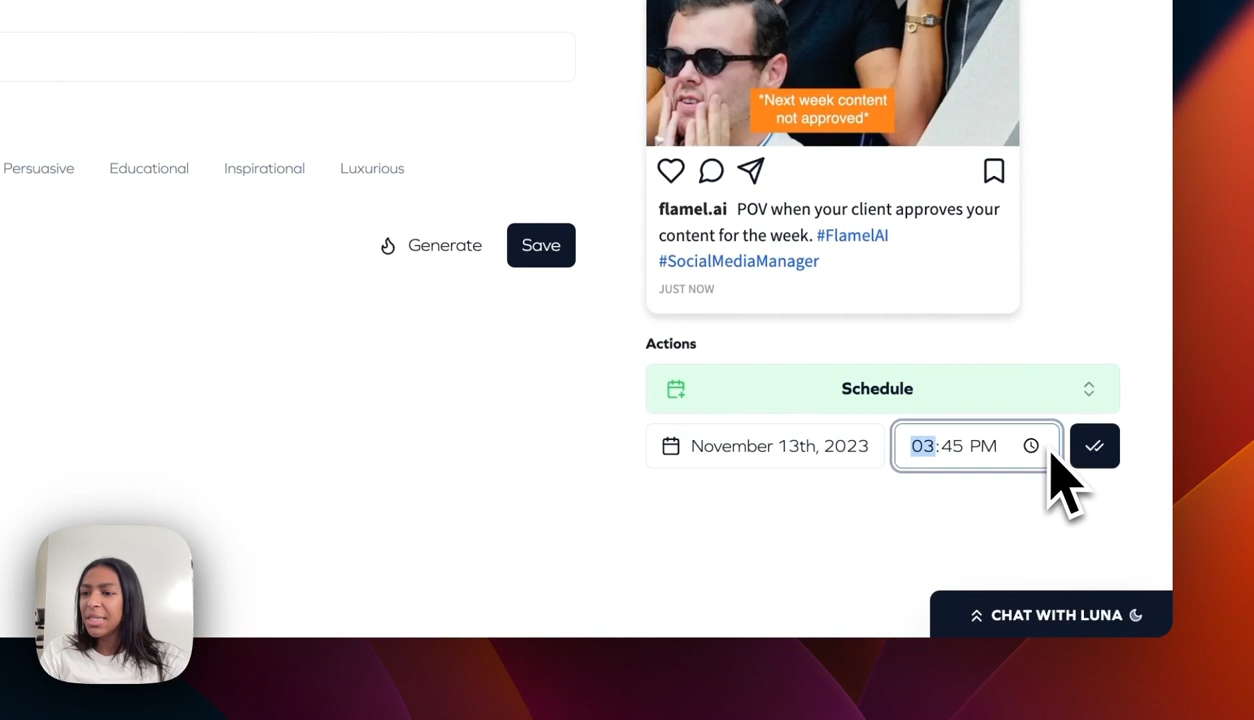 *Next week content
not approved*
Persuasive Educational Inspirational Luxurious
Generate Save
flamel.ai POV when your client approves your
content for the week. #FlamelAI
#SocialMediaManager
JUST NOW
Actions
Schedule
November 13th, 2023 03:45 PM
CHAT WITH LUNA